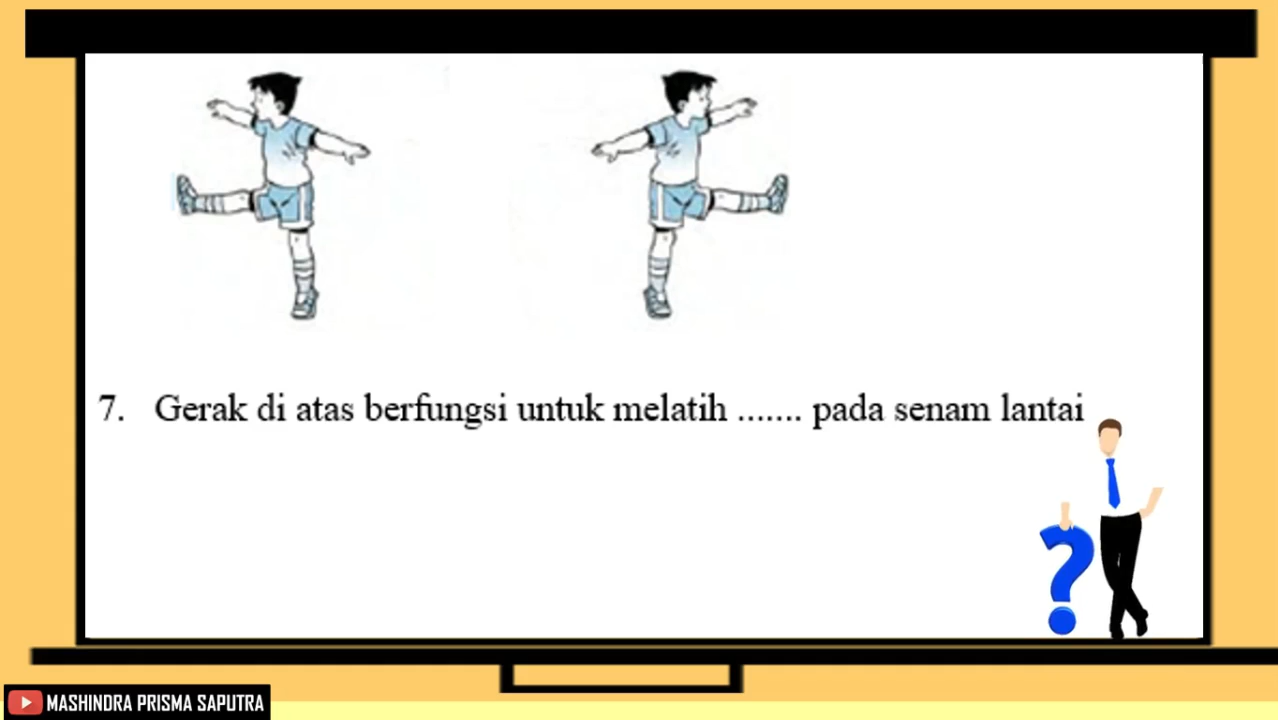 7. Gerak di atas berfungsi untuk melatih ....... pada senam lantai
?
MASHINDRA PRISMA SAPUTRA